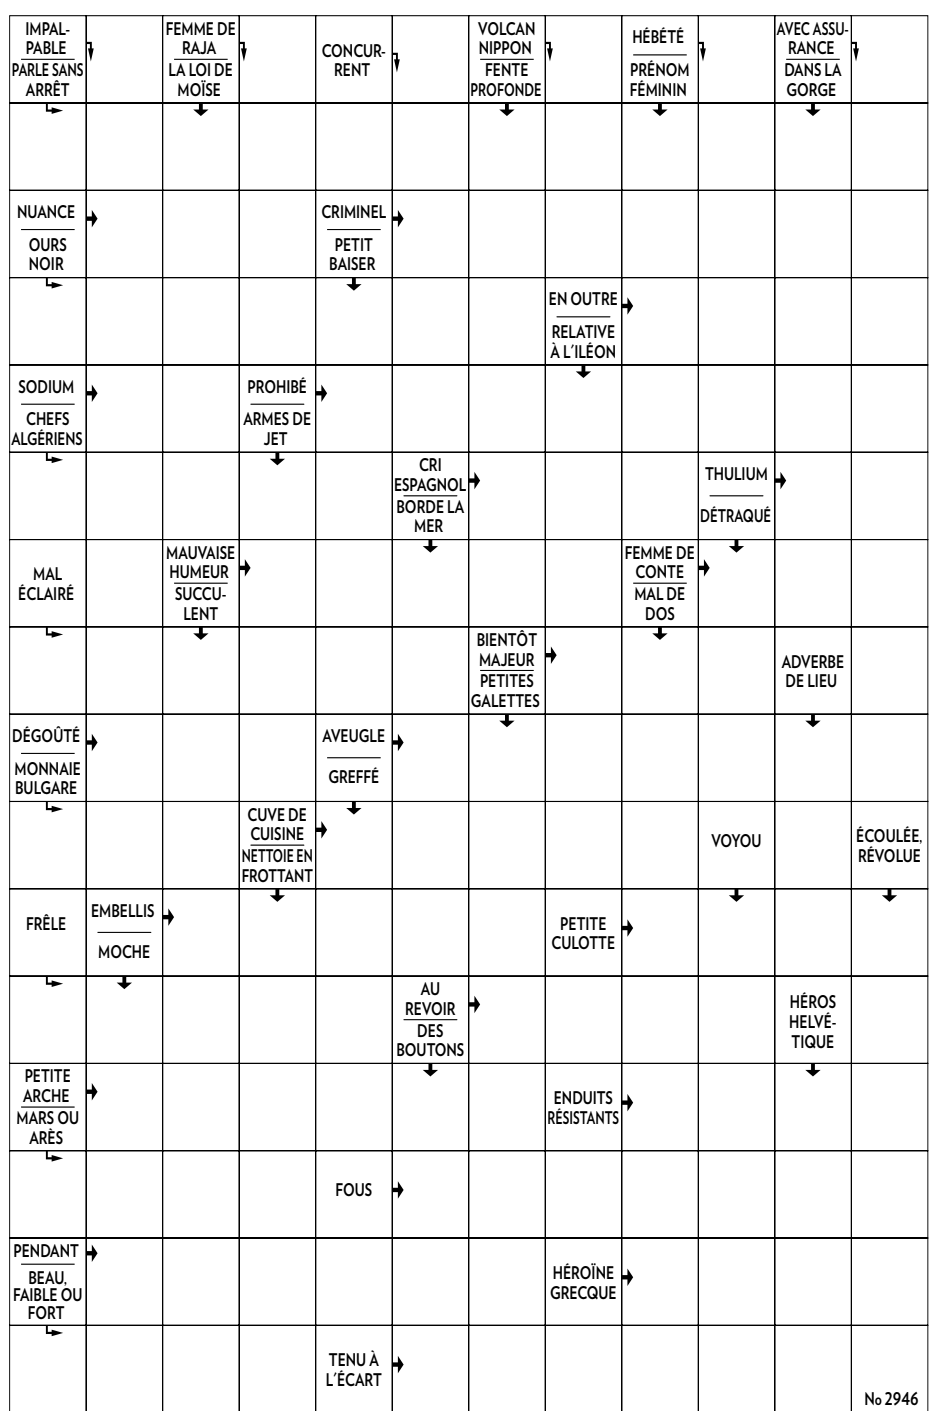 IMPAL-
PABLE
PARLE SANS
ARRÊT
FEMME DE
RAJA
LA LOI DE
MOÏSE
CONCUR-
RENT
VOLCAN
NIPPON
FENTE
PROFONDE
HÉBÉTÉ
PRÉNOM
FÉMININ
AVEC ASSU-
RANCE
DANS LA
GORGE
NUANCE
OURS
NOIR
CRIMINEL
PETIT
BAISER
EN OUTRE
RELATIVE
À L'ILÉON
SODIUM
CHEFS
ALGÉRIENS
PROHIBÉ
ARMES DE
JET
CRI
ESPAGNOL
BORDE LA
MER
THULIUM
DÉTRAQUÉ
MAL
ÉCLAIRÉ
MAUVAISE
HUMEUR
SUCCU-
LENT
FEMME DE
CONTE
MAL DE
DOS
BIENTÔT
MAJEUR
PETITES
GALETTES
ADVERBE
DE LIEU
DÉGOÛTÉ
MONNAIE
BULGARE
AVEUGLE
GREFFÉ
CUVE DE
CUISINE
NETTOIE EN
FROTTANT
VOYOU
ÉCOULÉE,
RÉVOLUE
FRÊLE
EMBELLIS
MOCHE
PETITE
CULOTTE
AU
REVOIR
DES
BOUTONS
HÉROS
HELVÉ-
TIQUE
PETITE
ARCHE
MARS OU
ARÈS
ENDUITS
RÉSISTANTS
FOUS
PENDANT
BEAU,
FAIBLE OU
FORT
HÉROÏNE
GRECQUE
TENU À
L'ÉCART
No 2946